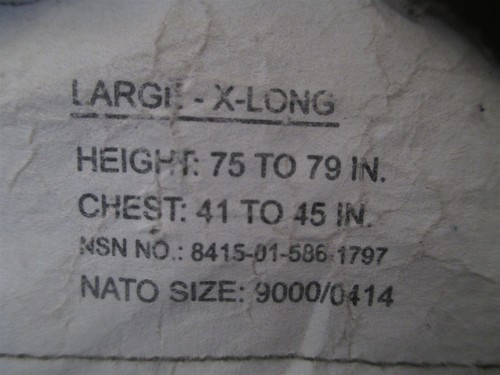 LARGE - X-LONG
HEIGHT: 75 TO 79 IN.
CHEST: 41 TO 45 IN.
NSN NO.: 8415-01-586-1797
NATO SIZE: 9000/0414